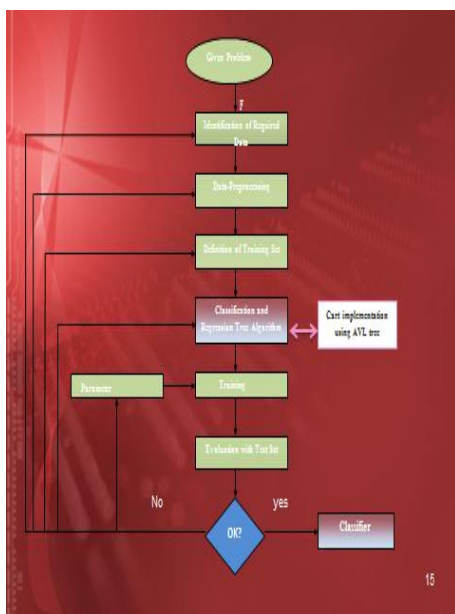 Given Problem
F
Identification of Required
Data
Data-Preprocessing
Definition of Training Set
Classification and
Regression Tree Algorithm
Cart implementation
using AVL tree
Parameter
Training
Evaluation with Test Set
No
yes
OK?
Classifier
15